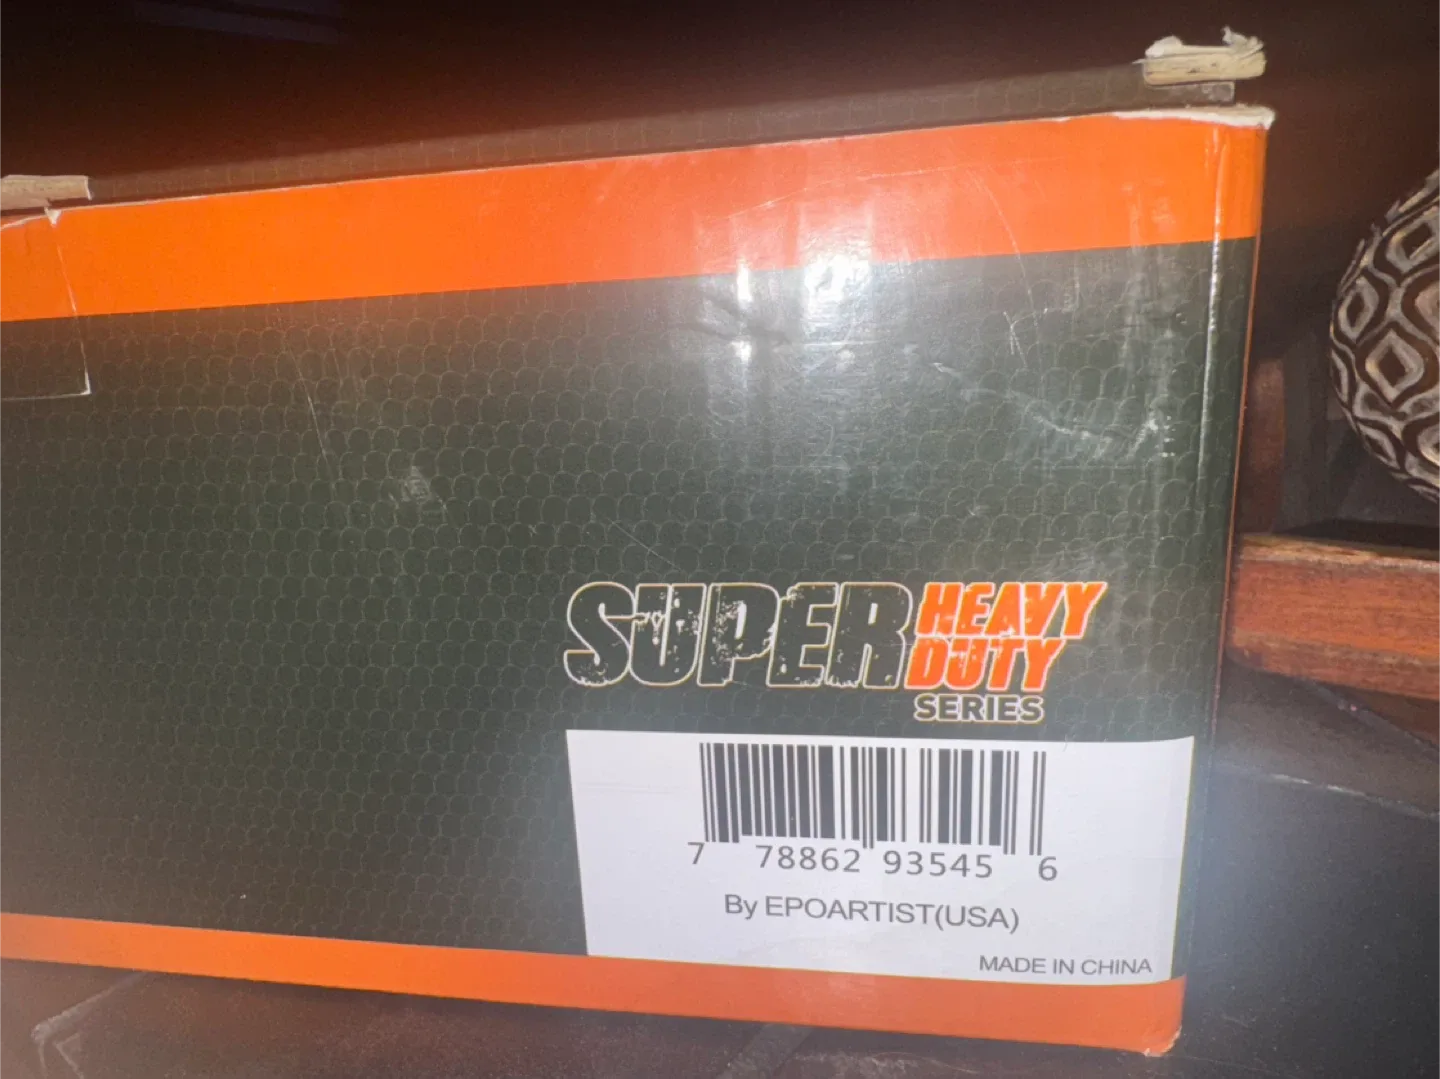 SUPER HEAVY
DUTY
SERIES
7 78862 93545 6
By EPOARTIST(USA)
MADE IN CHINA